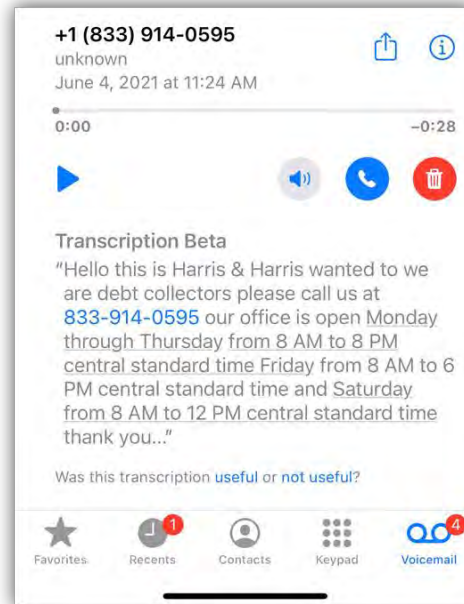 +1 (833) 914-0595
unknown
June 4, 2021 at 11:24 AM
0:00 -0:28
Transcription Beta
“Hello this is Harris & Harris wanted to we
are debt collectors please call us at
833-914-0595 our office is open Monday
through Thursday from 8 AM to 8 PM
central standard time Friday from 8 AM to 6
PM central standard time and Saturday
from 8 AM to 12 PM central standard time
thank you...”
Was this transcription useful or not useful?
1 4
Favorites Recents Contacts Keypad Voicemail